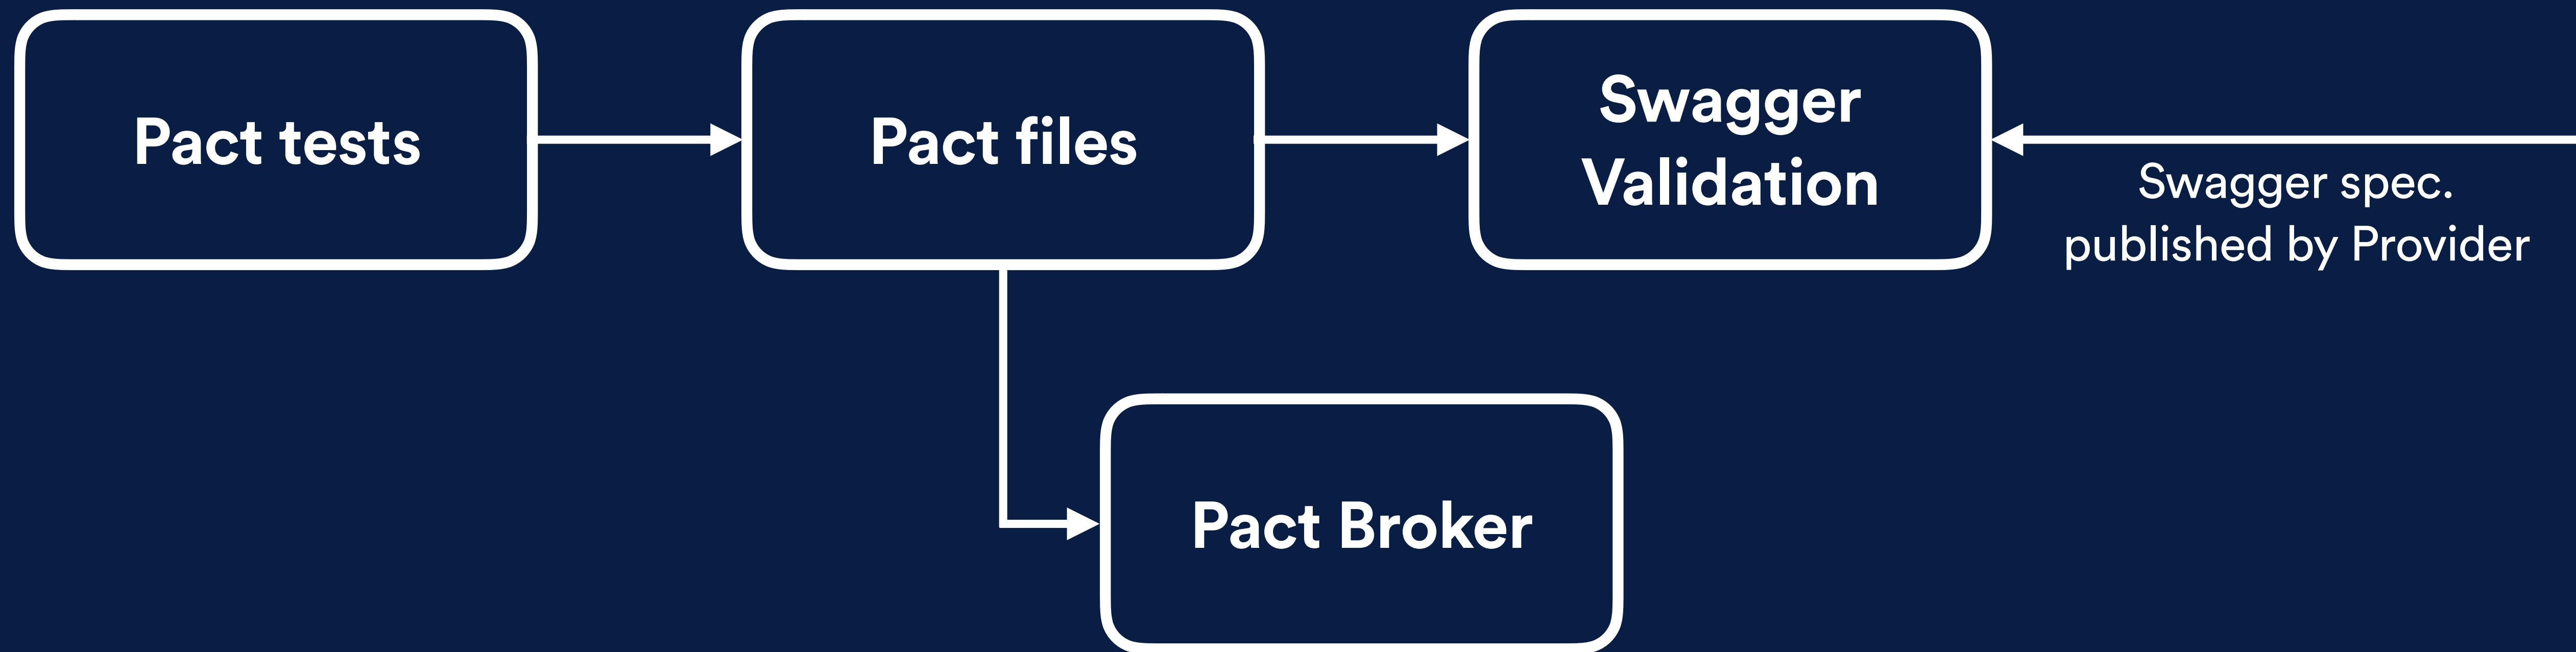 Pact tests
Pact files
Swagger
Validation
Swagger spec.
published by Provider
Pact Broker